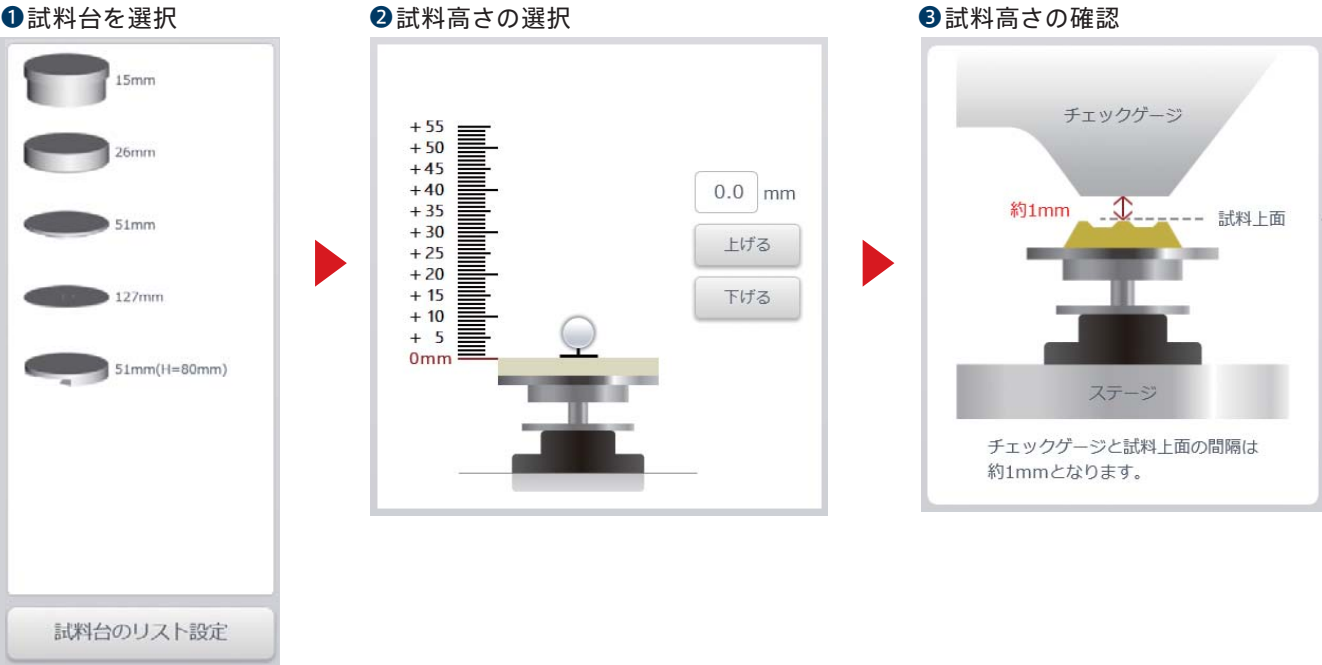 ❶試料台を選択
15mm
26mm
51mm
127mm
51mm(H=80mm)
試料台のリスト設定
❷試料高さの選択
+ 55
+ 50
+ 45
+ 40
+ 35
+ 30
+ 25
+ 20
+ 15
+ 10
+ 5
0mm
0.0 mm
上げる
下げる
❸試料高さの確認
チェックゲージ
約1mm
試料上面
ステージ
チェックゲージと試料上面の間隔は
約1mmとなります。